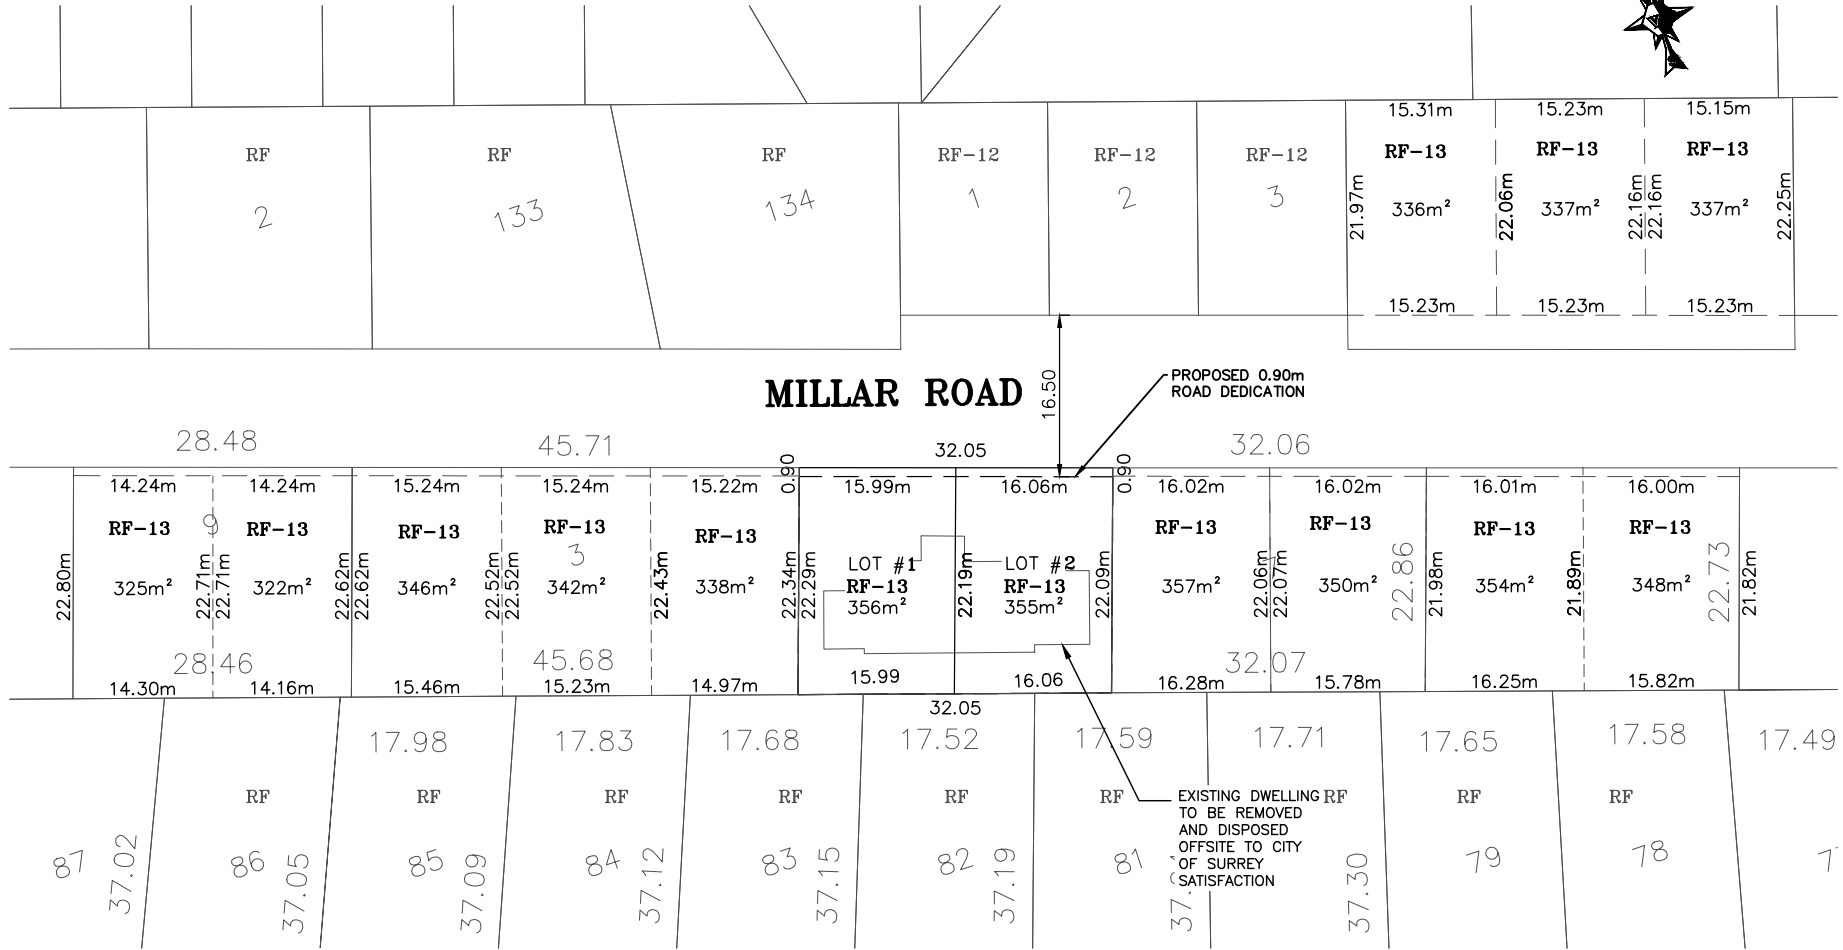 15.31m 15.23m 15.15m
RF RF RF RF-12 RF-12 RF-12 RF-13 RF-13 RF-13
2 133 134 1 2 3
336m² 337m² 337m²
21.97m 22.06m 22.16m 22.16m 22.25m
15.23m 15.23m 15.23m
MILLAR ROAD
16.50
PROPOSED 0.90m
ROAD DEDICATION
28.48 45.71 32.05 32.06
0.90 0.90
14.24m 14.24m 15.24m 15.24m 15.22m 15.99m 16.06m 16.02m 16.02m 16.01m 16.00m
RF-13 RF-13 RF-13 RF-13 RF-13 RF-13 RF-13 RF-13 RF-13
9 3
LOT #1 LOT #2
RF-13 RF-13
325m² 322m² 346m² 342m² 338m² 356m² 355m² 357m² 350m² 354m² 348m²
22.80m 22.71m 22.71m 22.62m 22.62m 22.52m 22.52m 22.43m 22.34m 22.29m 22.19m 22.09m 22.06m 22.07m 22.86 21.98m 21.89m 22.73 21.82m
28.46 45.68 32.07
14.30m 14.16m 15.46m 15.23m 14.97m 15.99 16.06 16.28m 15.78m 16.25m 15.82m
32.05
17.98 17.83 17.68 17.52 17.59 17.71 17.65 17.58 17.49
RF RF RF RF RF RF RF RF RF
EXISTING DWELLING
TO BE REMOVED
AND DISPOSED
OFFSITE TO CITY
OF SURREY
SATISFACTION
87 86 85 84 83 82 81 79 78
37.02 37.05 37.09 37.12 37.15 37.19 37.30